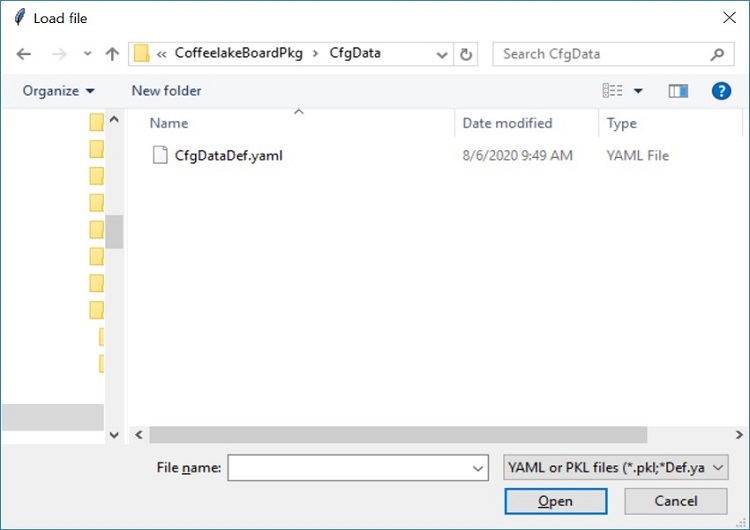 Load file
« CoffeelakeBoardPkg › CfgData
Search CfgData
Organize
New folder
?
Name
Date modified
Type
CfgDataDef.yaml
8/6/2020 9:49 AM
YAML File
File name:
YAML or PKL files (*.pkl;*Def.ya
Open
Cancel